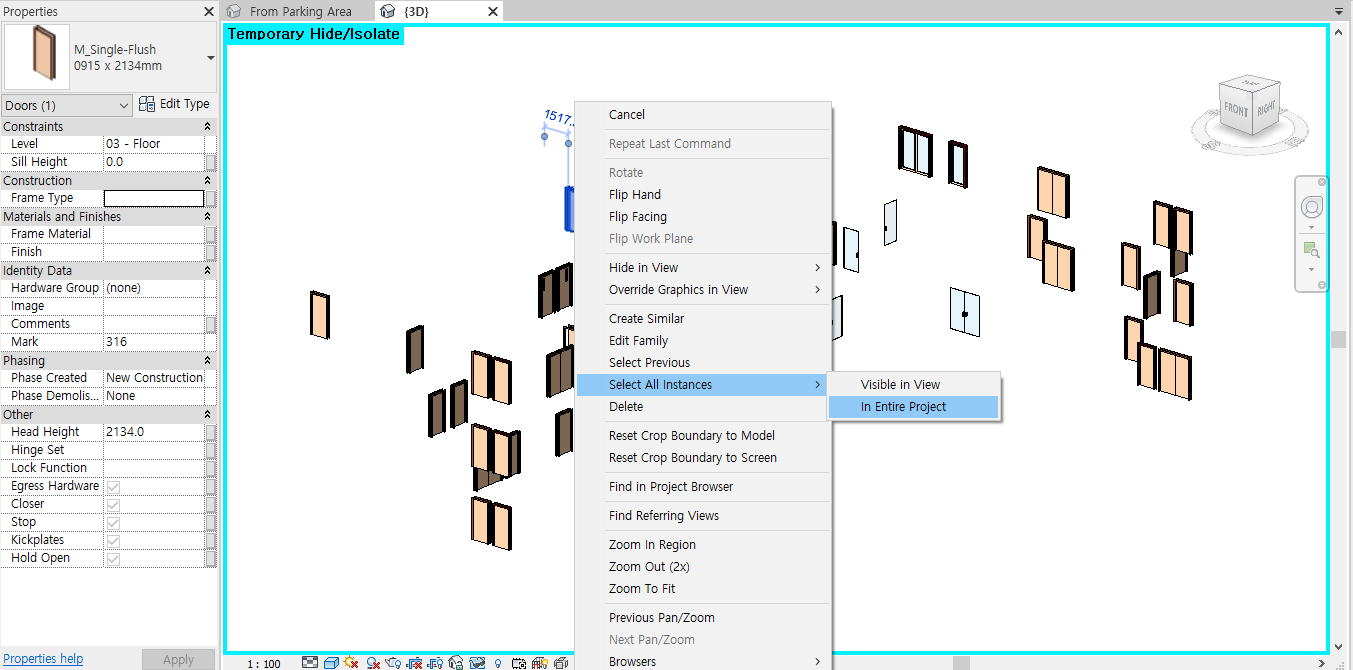 Properties
M_Single-Flush
0915 x 2134mm
Doors (1)
Edit Type
Constraints
Level 03 - Floor
Sill Height 0.0
Construction
Frame Type
Materials and Finishes
Frame Material
Finish
Identity Data
Hardware Group (none)
Image
Comments
Mark 316
Phasing
Phase Created New Construction
Phase Demolis... None
Other
Head Height 2134.0
Hinge Set
Lock Function
Egress Hardware
Closer
Stop
Kickplates
Hold Open
Properties help
Apply
From Parking Area
{3D}
Temporary Hide/Isolate
1517.
FRONT
RIGHT
Cancel
Repeat Last Command
Rotate
Flip Hand
Flip Facing
Flip Work Plane
Hide in View
Override Graphics in View
Create Similar
Edit Family
Select Previous
Select All Instances
Delete
Reset Crop Boundary to Model
Reset Crop Boundary to Screen
Find in Project Browser
Find Referring Views
Zoom In Region
Zoom Out (2x)
Zoom To Fit
Previous Pan/Zoom
Next Pan/Zoom
Browsers
Visible in View
In Entire Project
1 : 100